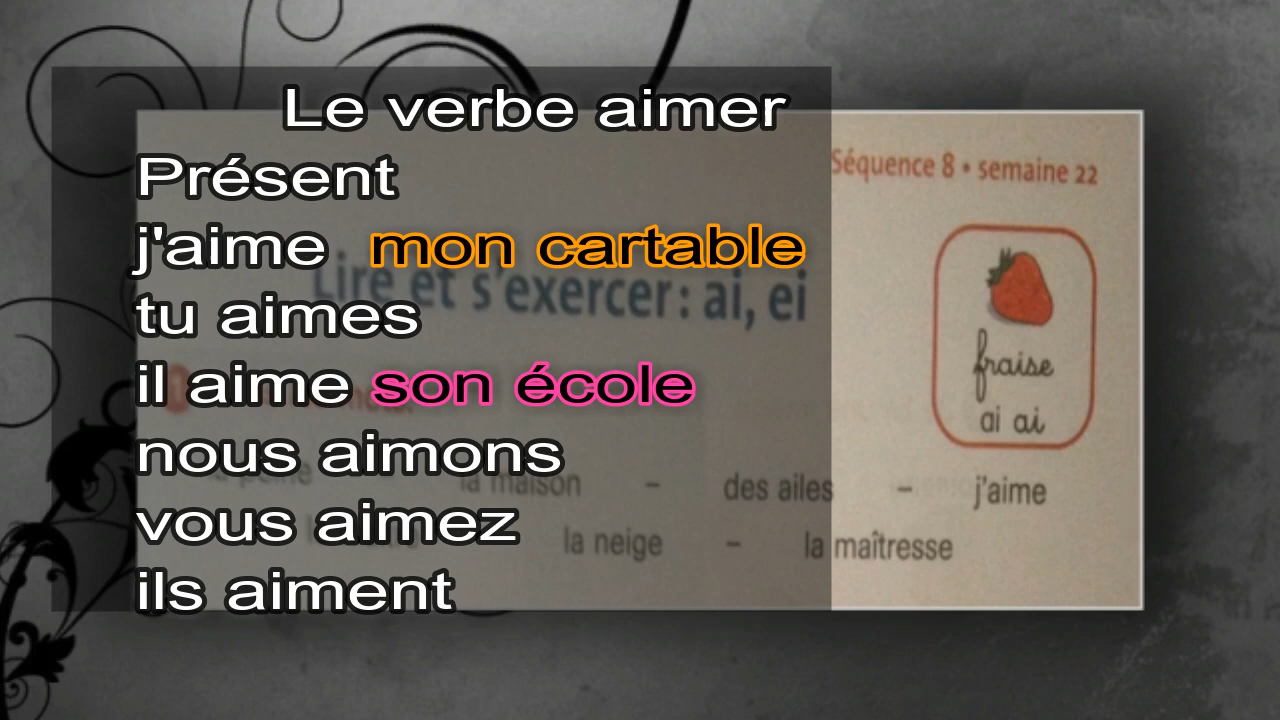 Le verbe aimer
Présent
j'aime mon cartable
tu aimes
il aime son école
nous aimons
vous aimez
ils aiment
Séquence 8 • semaine 22
Lire et s'exercer : ai, ei
fraise
ai ai
la maison – des ailes – j'aime
la neige – la maîtresse